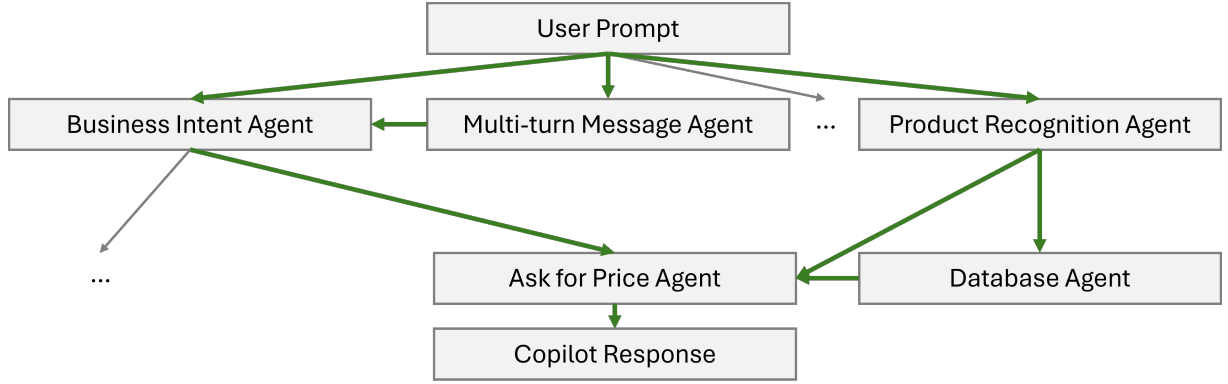 User Prompt
Business Intent Agent
Multi-turn Message Agent
...
Product Recognition Agent
...
Ask for Price Agent
Database Agent
Copilot Response